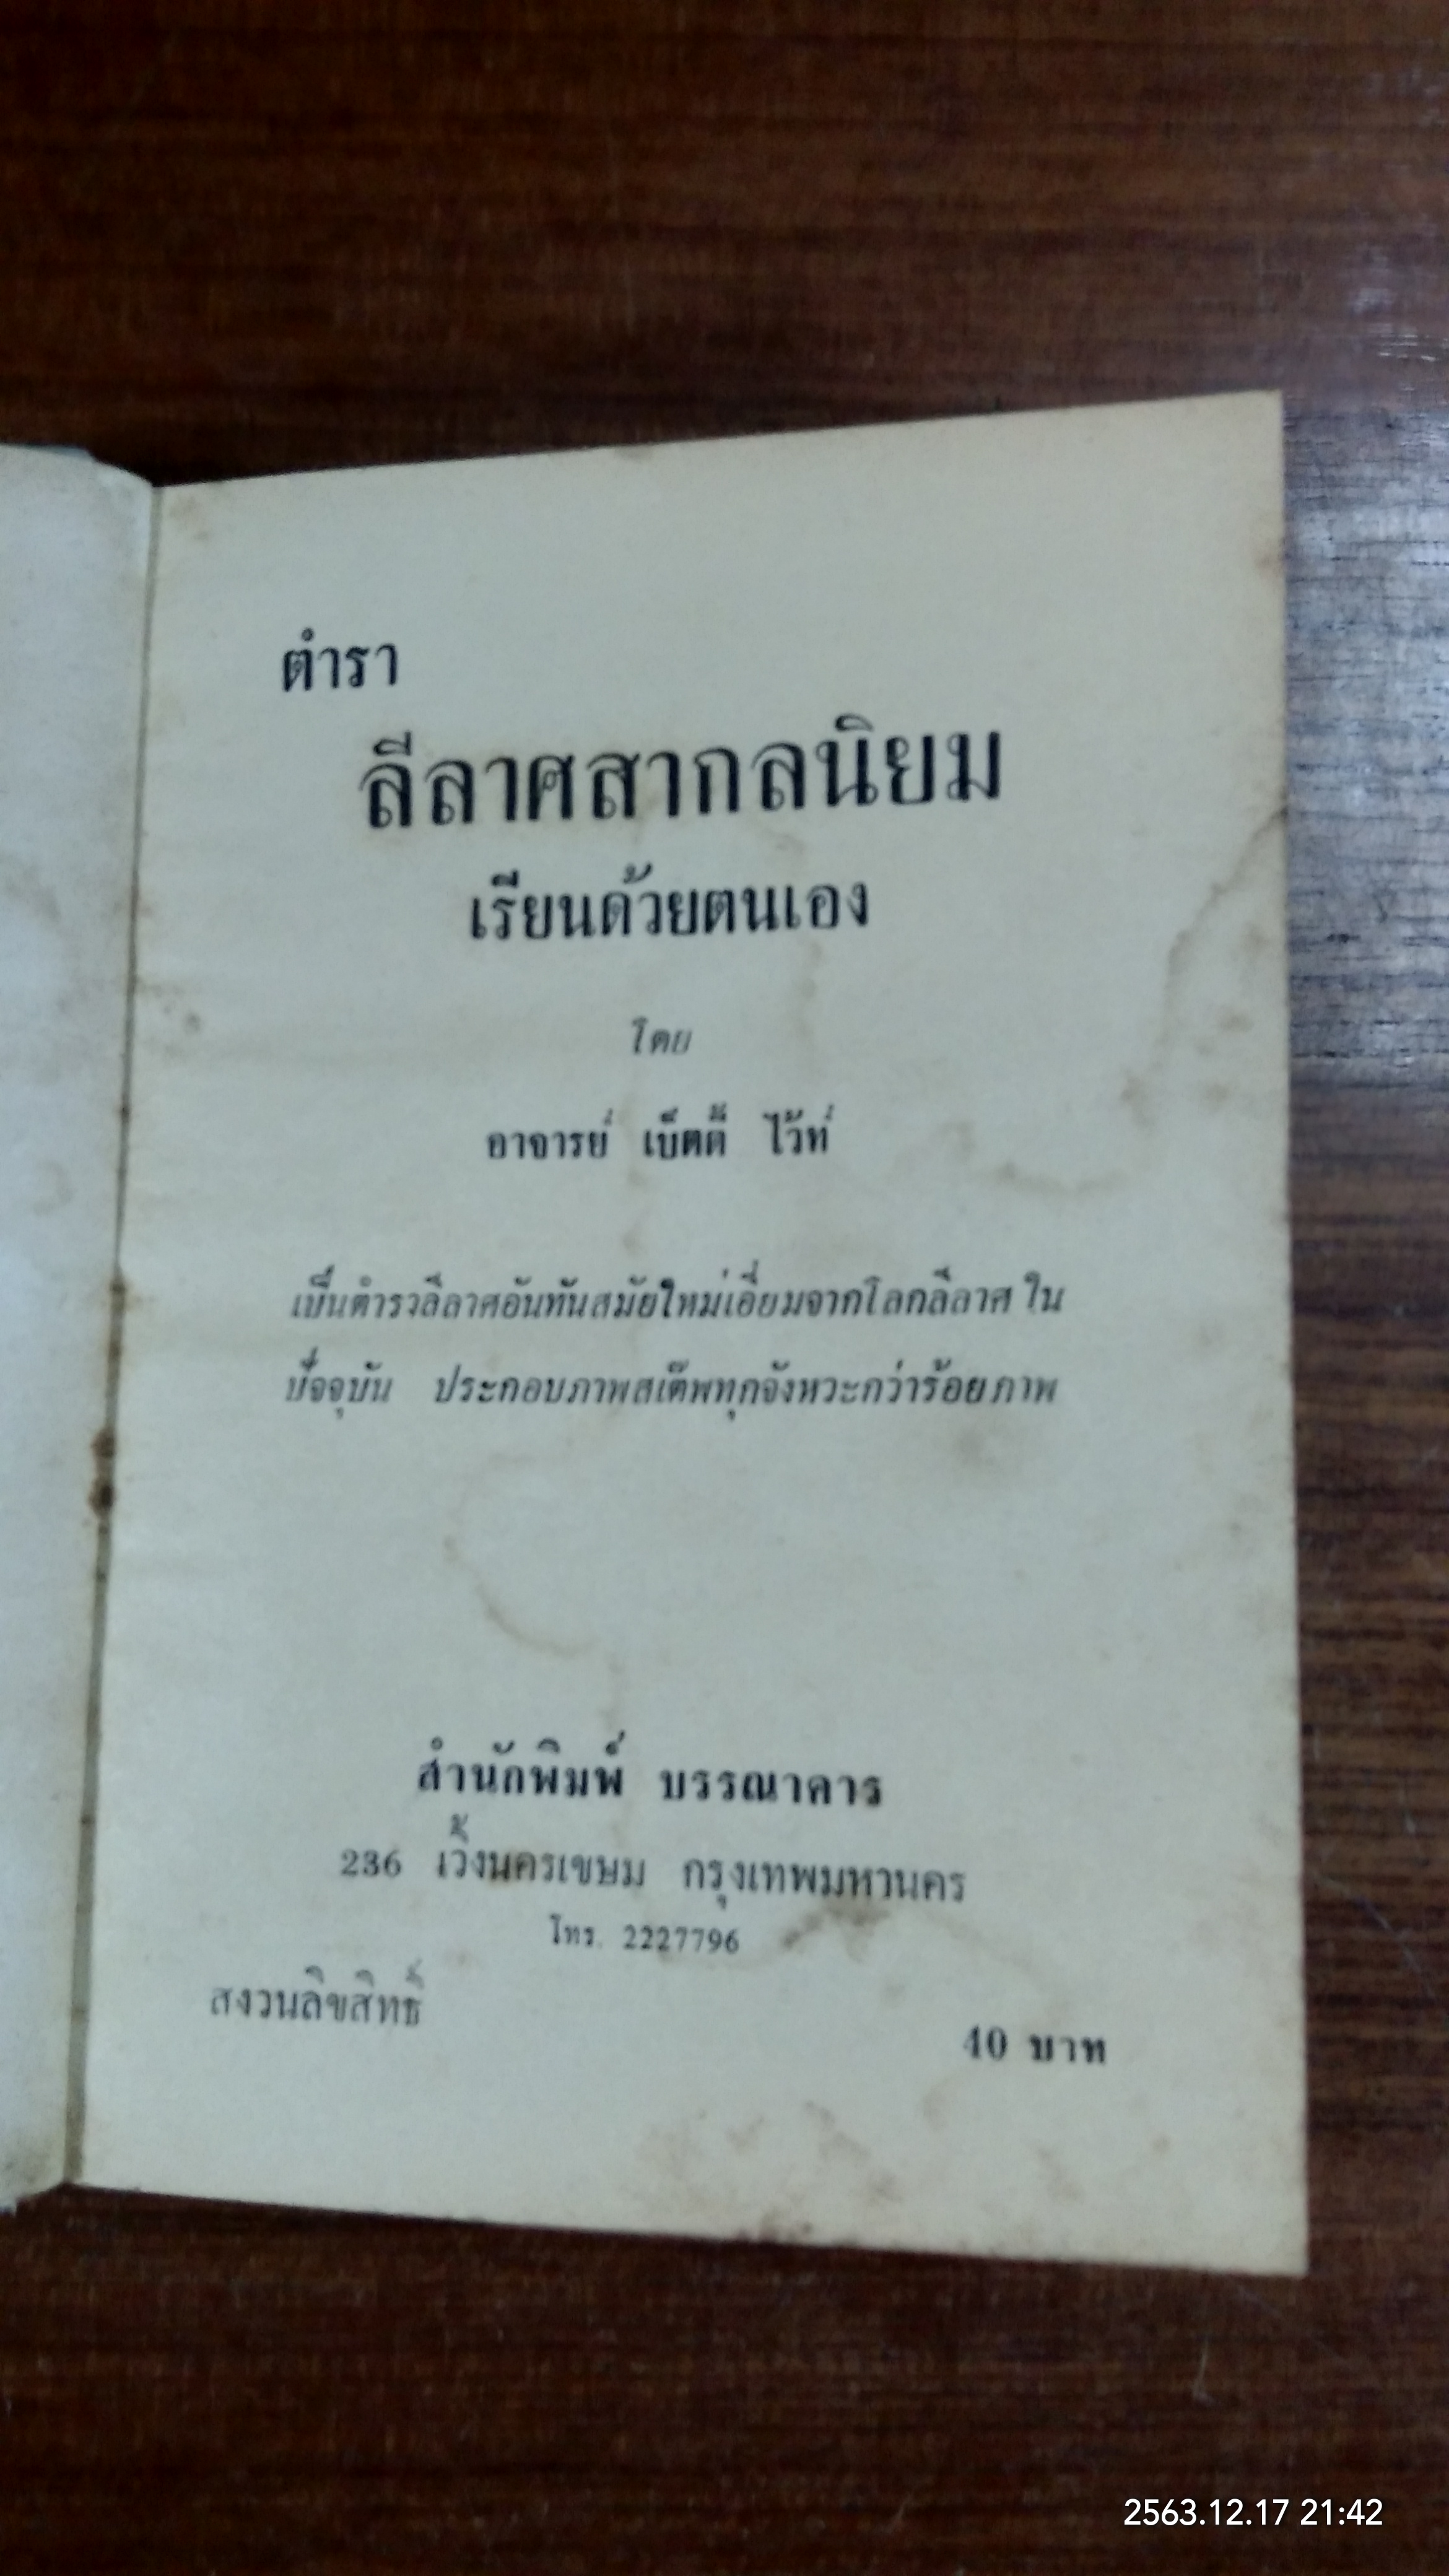 ตำรา
ลีลาศสากลนิยม
เรียนด้วยตนเอง
โดย
อาจารย์ เบ็ตตี้ ไว้ท์
เป็นตำรวลีลาศอันทันสมัยใหม่เอี่ยมจากโลกลีลาศ ใน
ปัจจุบัน ประกอบภาพสเต๊พทุกจังหวะกว่าร้อยภาพ
สำนักพิมพ์ บรรณาคาร
236 เวิ้งนครเขษม กรุงเทพมหานคร
โทร. 2227796
สงวนลิขสิทธิ์
40 บาท
2563.12.17 21:42